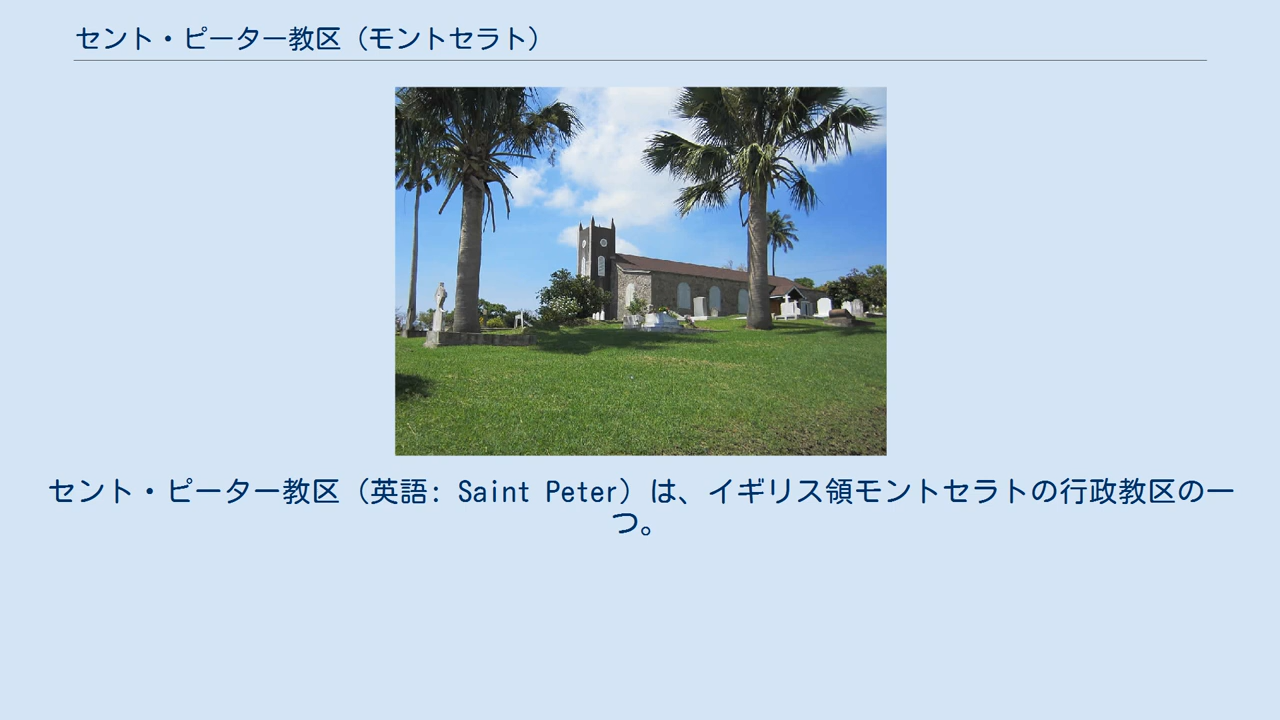 セント・ピーター教区（モントセラト）
セント・ピーター教区（英語: Saint Peter）は、イギリス領モントセラトの行政教区の一
つ。